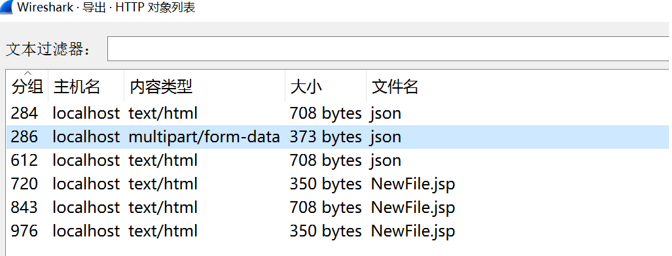 Wireshark · 导出 · HTTP 对象列表
文本过滤器：
分组 主机名 内容类型 大小 文件名
284 localhost text/html 708 bytes json
286 localhost multipart/form-data 373 bytes json
612 localhost text/html 708 bytes json
720 localhost text/html 350 bytes NewFile.jsp
843 localhost text/html 708 bytes NewFile.jsp
976 localhost text/html 350 bytes NewFile.jsp